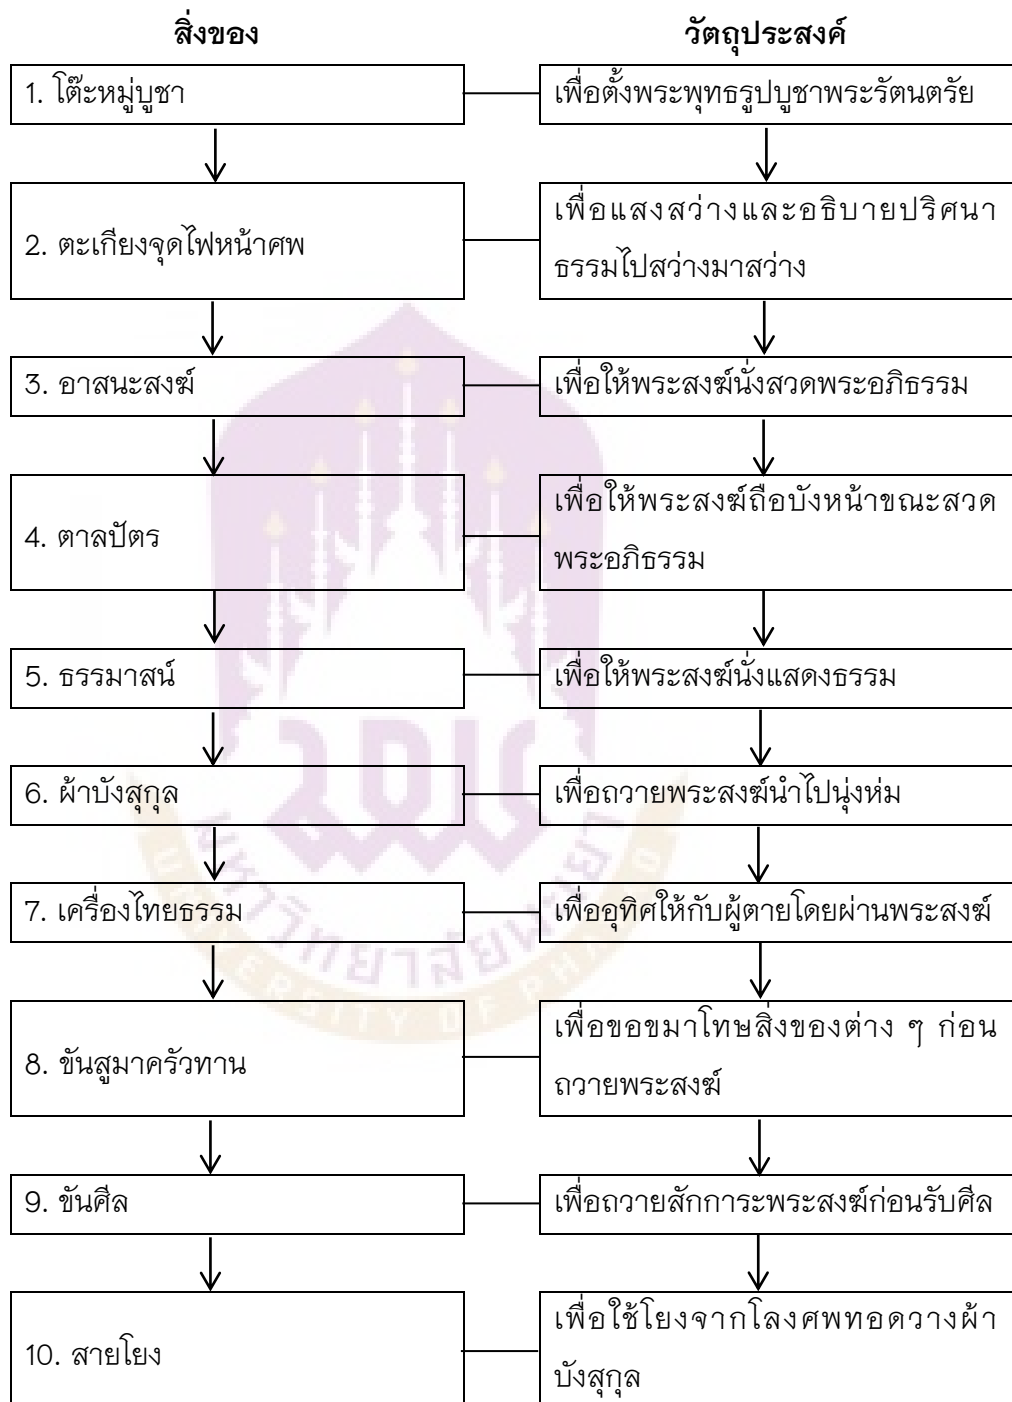 สิ่งของ
วัตถุประสงค์
1. โต๊ะหมู่บูชา
เพื่อตั้งพระพุทธรูปบูชาพระรัตนตรัย
2. ตะเกียงจุดไฟหน้าศพ
เพื่อแสงสว่างและอธิบายปริศนา
ธรรมไปสว่างมาสว่าง
3. อาสนะสงฆ์
เพื่อให้พระสงฆ์นั่งสวดพระอภิธรรม
4. ตาลปัตร
เพื่อให้พระสงฆ์ถือบังหน้าขณะสวด
พระอภิธรรม
5. ธรรมาสน์
เพื่อให้พระสงฆ์นั่งแสดงธรรม
6. ผ้าบังสุกุล
เพื่อถวายพระสงฆ์นำไปนุ่งห่ม
7. เครื่องไทยธรรม
เพื่ออุทิศให้กับผู้ตายโดยผ่านพระสงฆ์
8. ขันสูมาครัวทาน
เพื่อขอขมาโทษสิ่งของต่าง ๆ ก่อน
ถวายพระสงฆ์
9. ขันศีล
เพื่อถวายสักการะพระสงฆ์ก่อนรับศีล
10. สายโยง
เพื่อใช้โยงจากโลงศพทอดวางผ้า
บังสุกุล
มหาวิทยาลัยพะเยา
UNIVERSITY OF PHAYAO